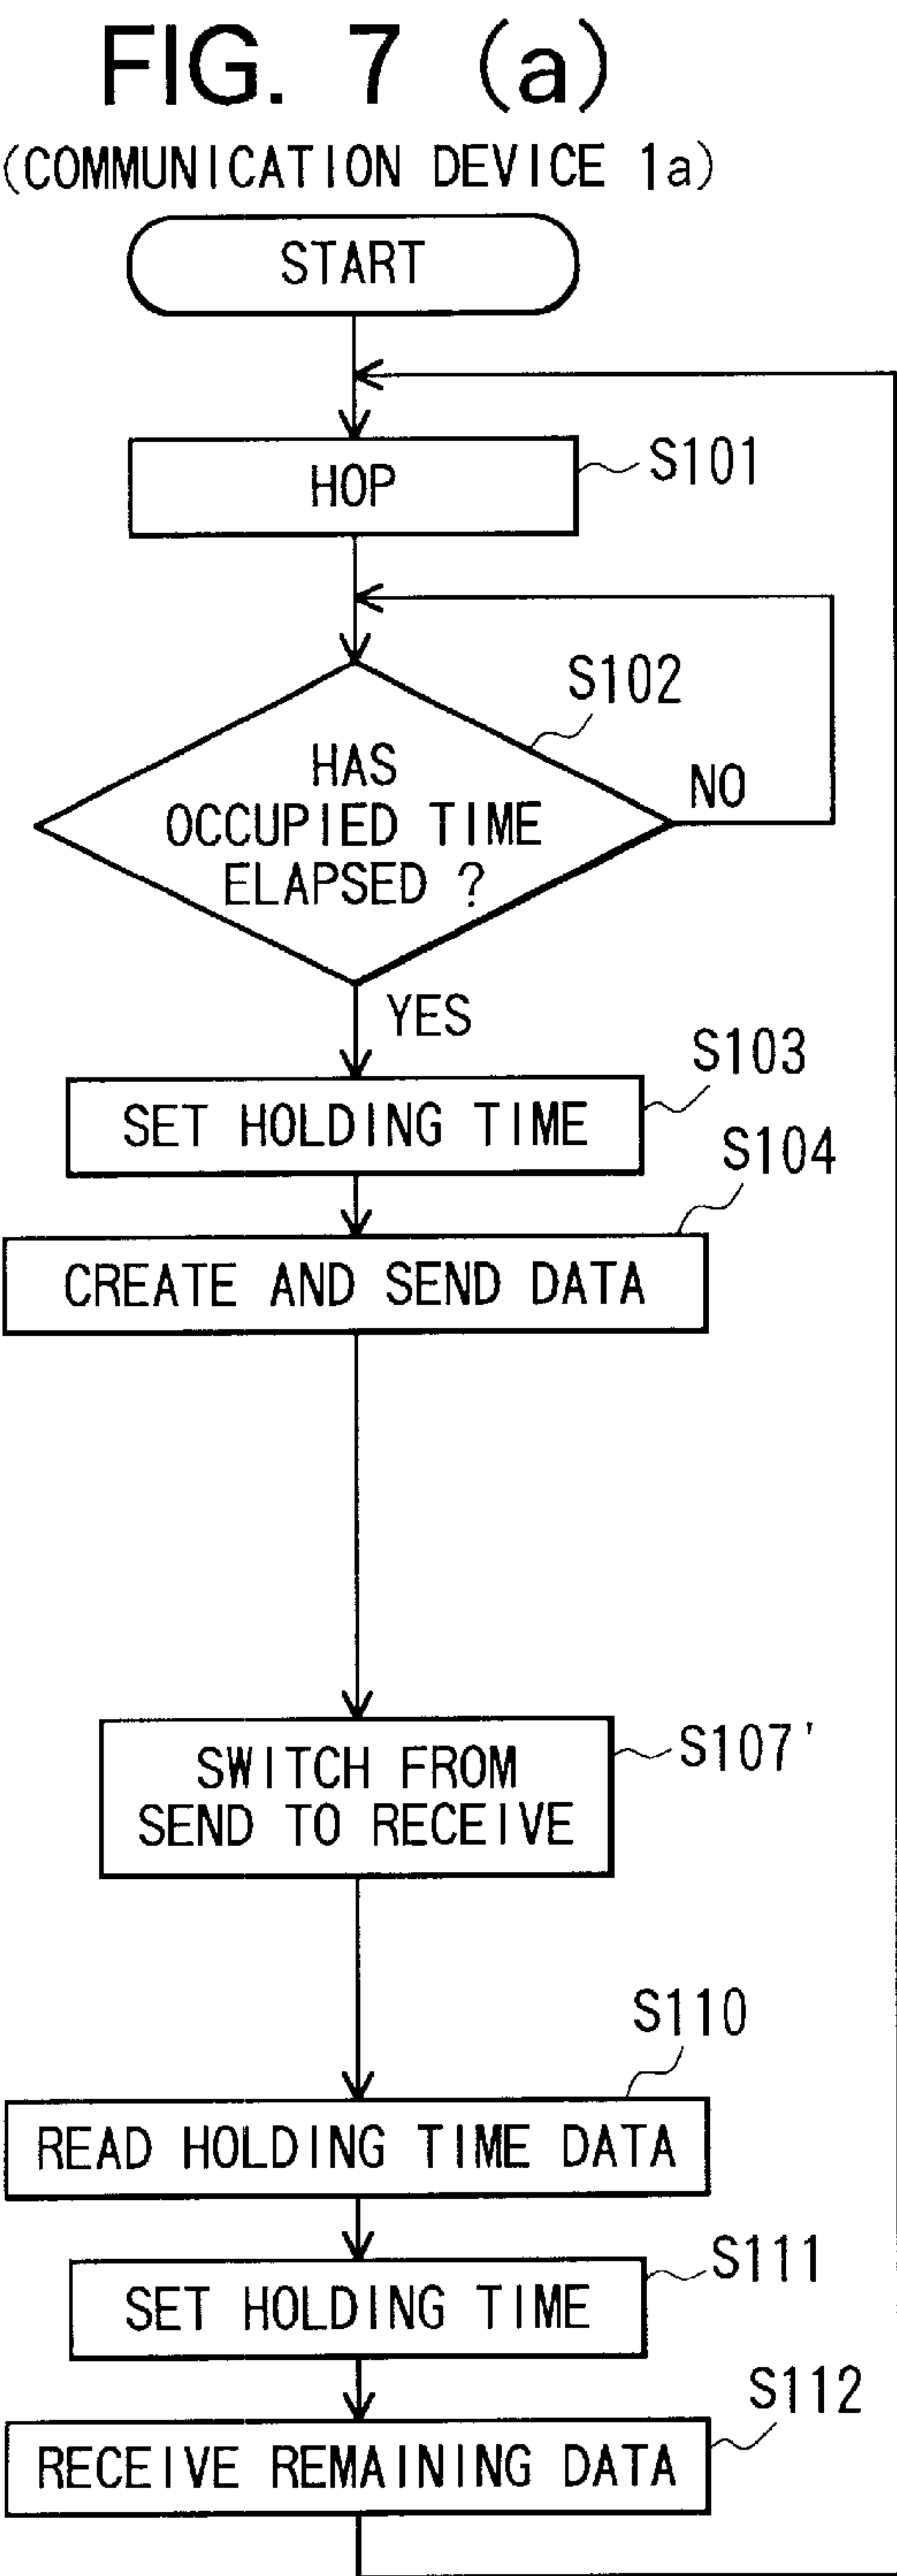 FIG. 7 (a)
(COMMUNICATION DEVICE 1a)
START
HOP
S101
S102
HAS
OCCUPIED TIME
ELAPSED ?
NO
YES
S103
SET HOLDING TIME
S104
CREATE AND SEND DATA
SWITCH FROM
SEND TO RECEIVE
S107'
S110
READ HOLDING TIME DATA
S111
SET HOLDING TIME
S112
RECEIVE REMAINING DATA